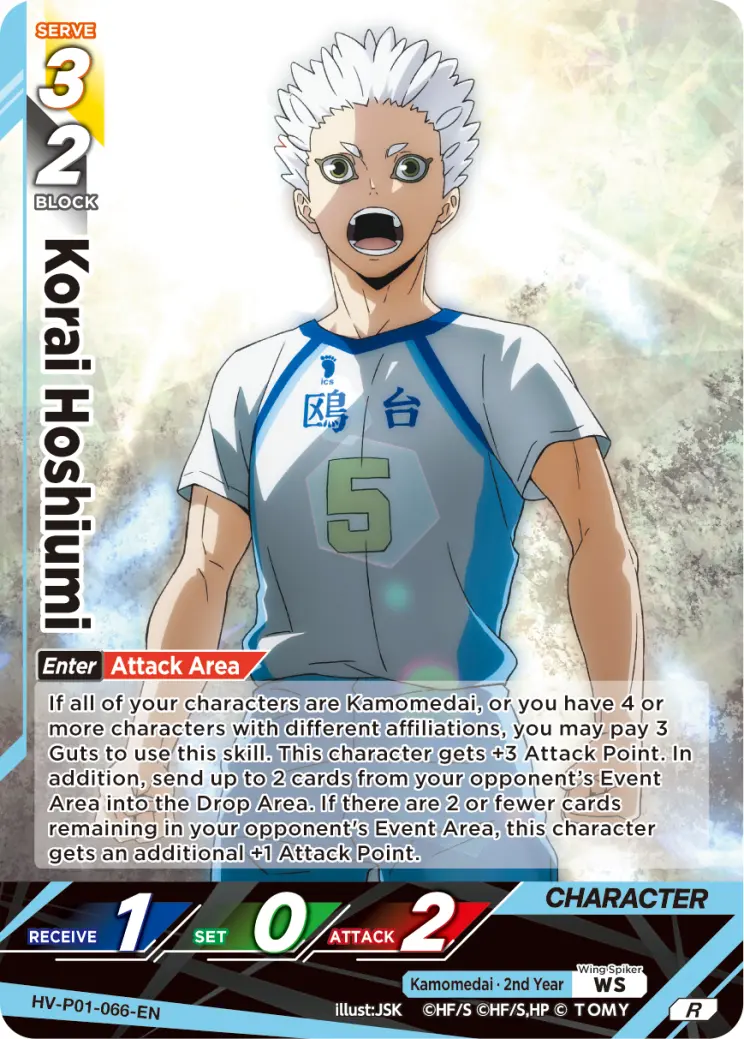 SERVE
3
2
BLOCK
Korai Hoshiumi
ICS
鴎台
5
Enter Attack Area
If all of your characters are Kamomedai, or you have 4 or
more characters with different affiliations, you may pay 3
Guts to use this skill. This character gets +3 Attack Point. In
addition, send up to 2 cards from your opponent's Event
Area into the Drop Area. If there are 2 or fewer cards
remaining in your opponent's Event Area, this character
gets an additional +1 Attack Point.
CHARACTER
RECEIVE 1 SET 0 ATTACK 2
Wing Spiker
Kamomedai · 2nd Year WS
HV-P01-066-EN illust:JSK ©HF/S ©HF/S,HP © TOMY R